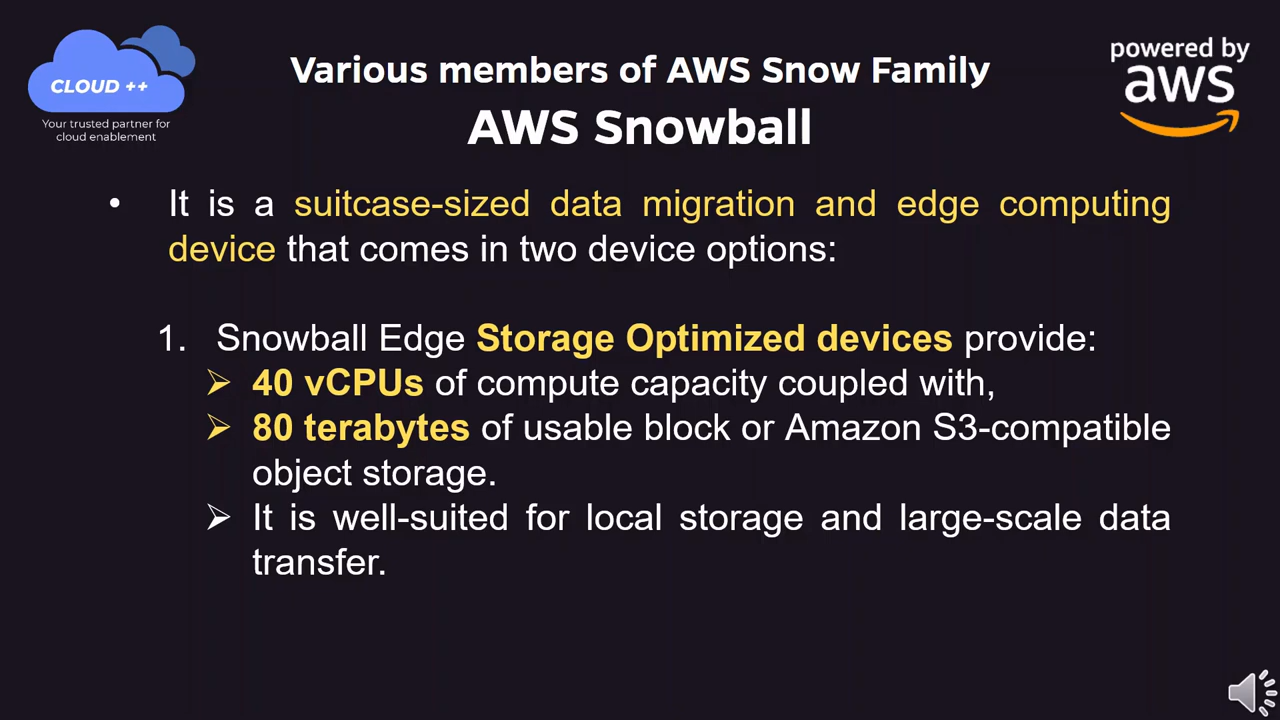 CLOUD ++
Your trusted partner for
cloud enablement
powered by
aws
Various members of AWS Snow Family
AWS Snowball
• It is a suitcase-sized data migration and edge computing
device that comes in two device options:
1. Snowball Edge Storage Optimized devices provide:
➢ 40 vCPUs of compute capacity coupled with,
➢ 80 terabytes of usable block or Amazon S3-compatible
object storage.
➢ It is well-suited for local storage and large-scale data
transfer.